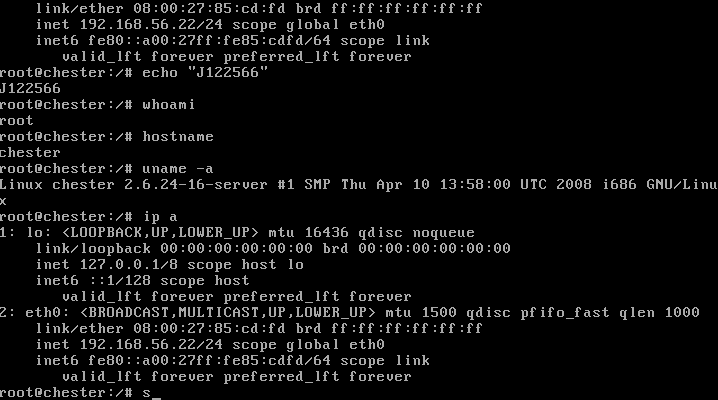 link/ether 08:00:27:85:cd:fd brd ff:ff:ff:ff:ff:ff
    inet 192.168.56.22/24 scope global eth0
    inet6 fe80::a00:27ff:fe85:cdfd/64 scope link
       valid_lft forever preferred_lft forever
root@chester:/# echo "J122566"
J122566
root@chester:/# whoami
root
root@chester:/# hostname
chester
root@chester:/# uname -a
Linux chester 2.6.24-16-server #1 SMP Thu Apr 10 13:58:00 UTC 2008 i686 GNU/Linu
x
root@chester:/# ip a
1: lo: <LOOPBACK,UP,LOWER_UP> mtu 16436 qdisc noqueue
    link/loopback 00:00:00:00:00:00 brd 00:00:00:00:00:00
    inet 127.0.0.1/8 scope host lo
    inet6 ::1/128 scope host
       valid_lft forever preferred_lft forever
2: eth0: <BROADCAST,MULTICAST,UP,LOWER_UP> mtu 1500 qdisc pfifo_fast qlen 1000
    link/ether 08:00:27:85:cd:fd brd ff:ff:ff:ff:ff:ff
    inet 192.168.56.22/24 scope global eth0
    inet6 fe80::a00:27ff:fe85:cdfd/64 scope link
       valid_lft forever preferred_lft forever
root@chester:/# s_